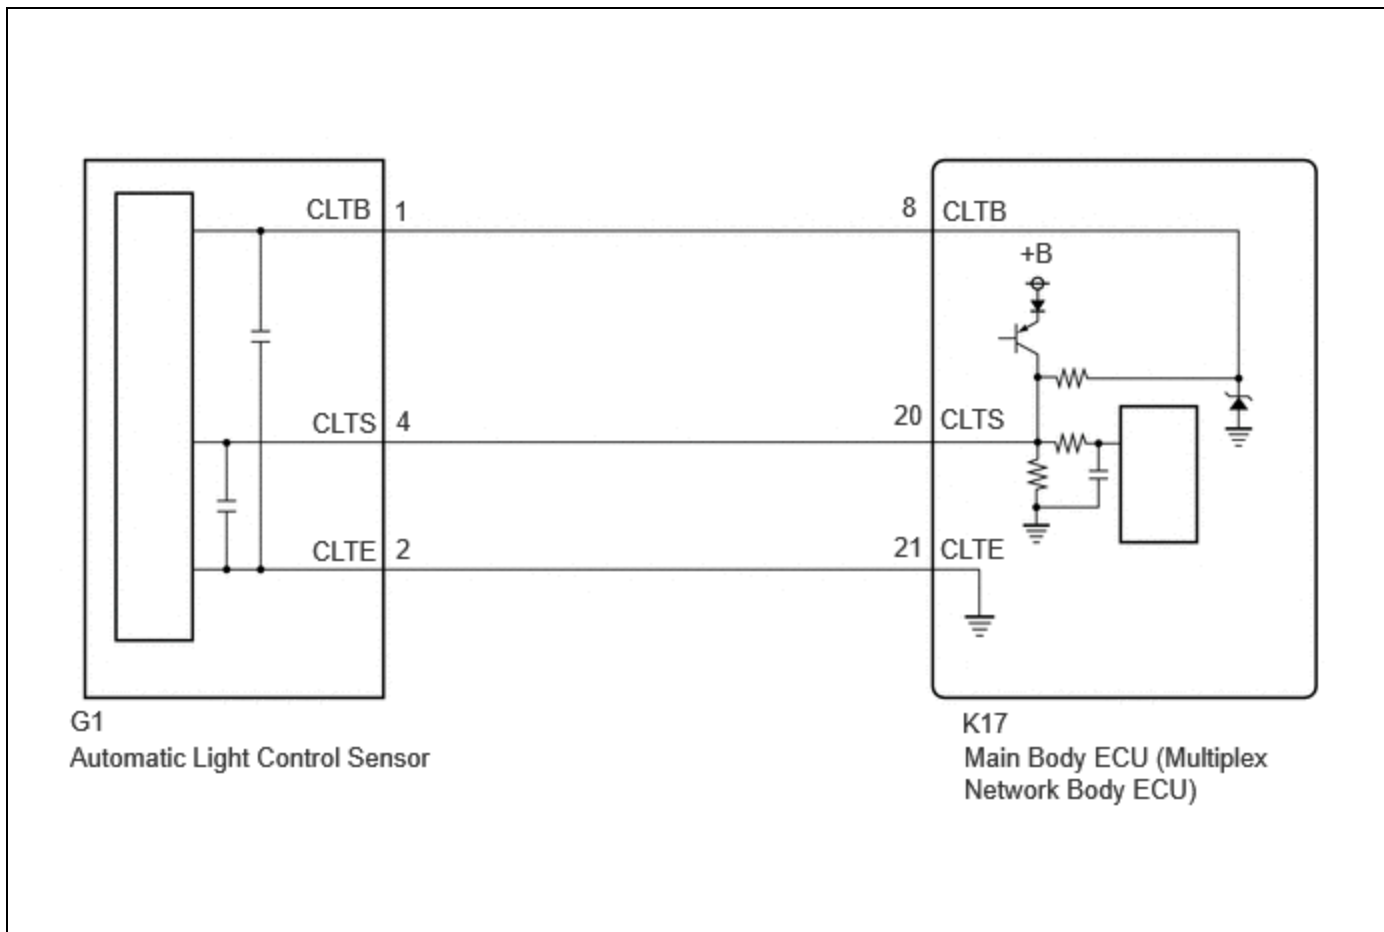 CLTB 1
8 CLTB
+B
CLTS 4
20 CLTS
CLTE 2
21 CLTE
G1
Automatic Light Control Sensor
K17
Main Body ECU (Multiplex
Network Body ECU)